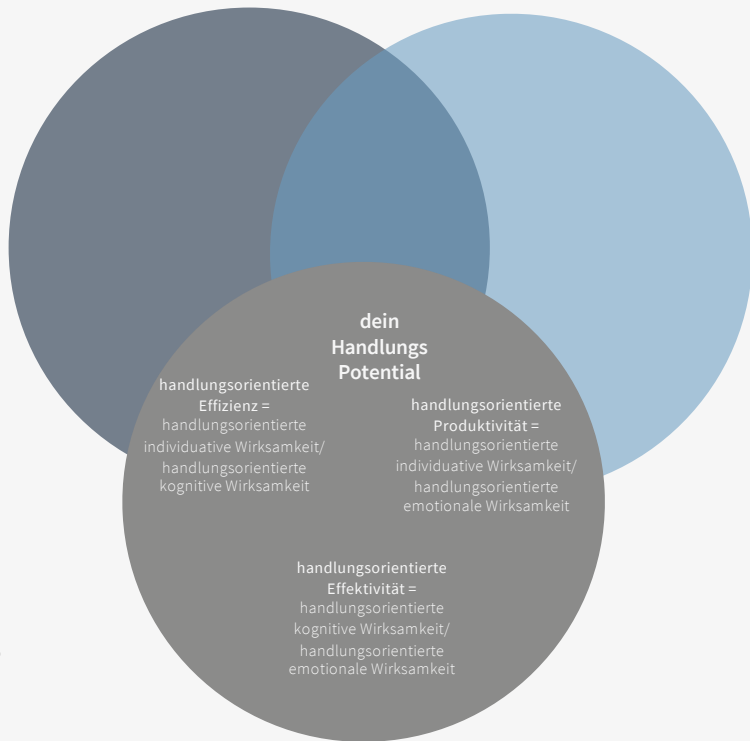 dein
Handlungs
Potential
handlungsorientierte
Effizienz =
handlungsorientierte
individuative Wirksamkeit/
handlungsorientierte
kognitive Wirksamkeit
handlungsorientierte
Produktivität =
handlungsorientierte
individuative Wirksamkeit/
handlungsorientierte
emotionale Wirksamkeit
handlungsorientierte
Effektivität =
handlungsorientierte
kognitive Wirksamkeit/
handlungsorientierte
emotionale Wirksamkeit